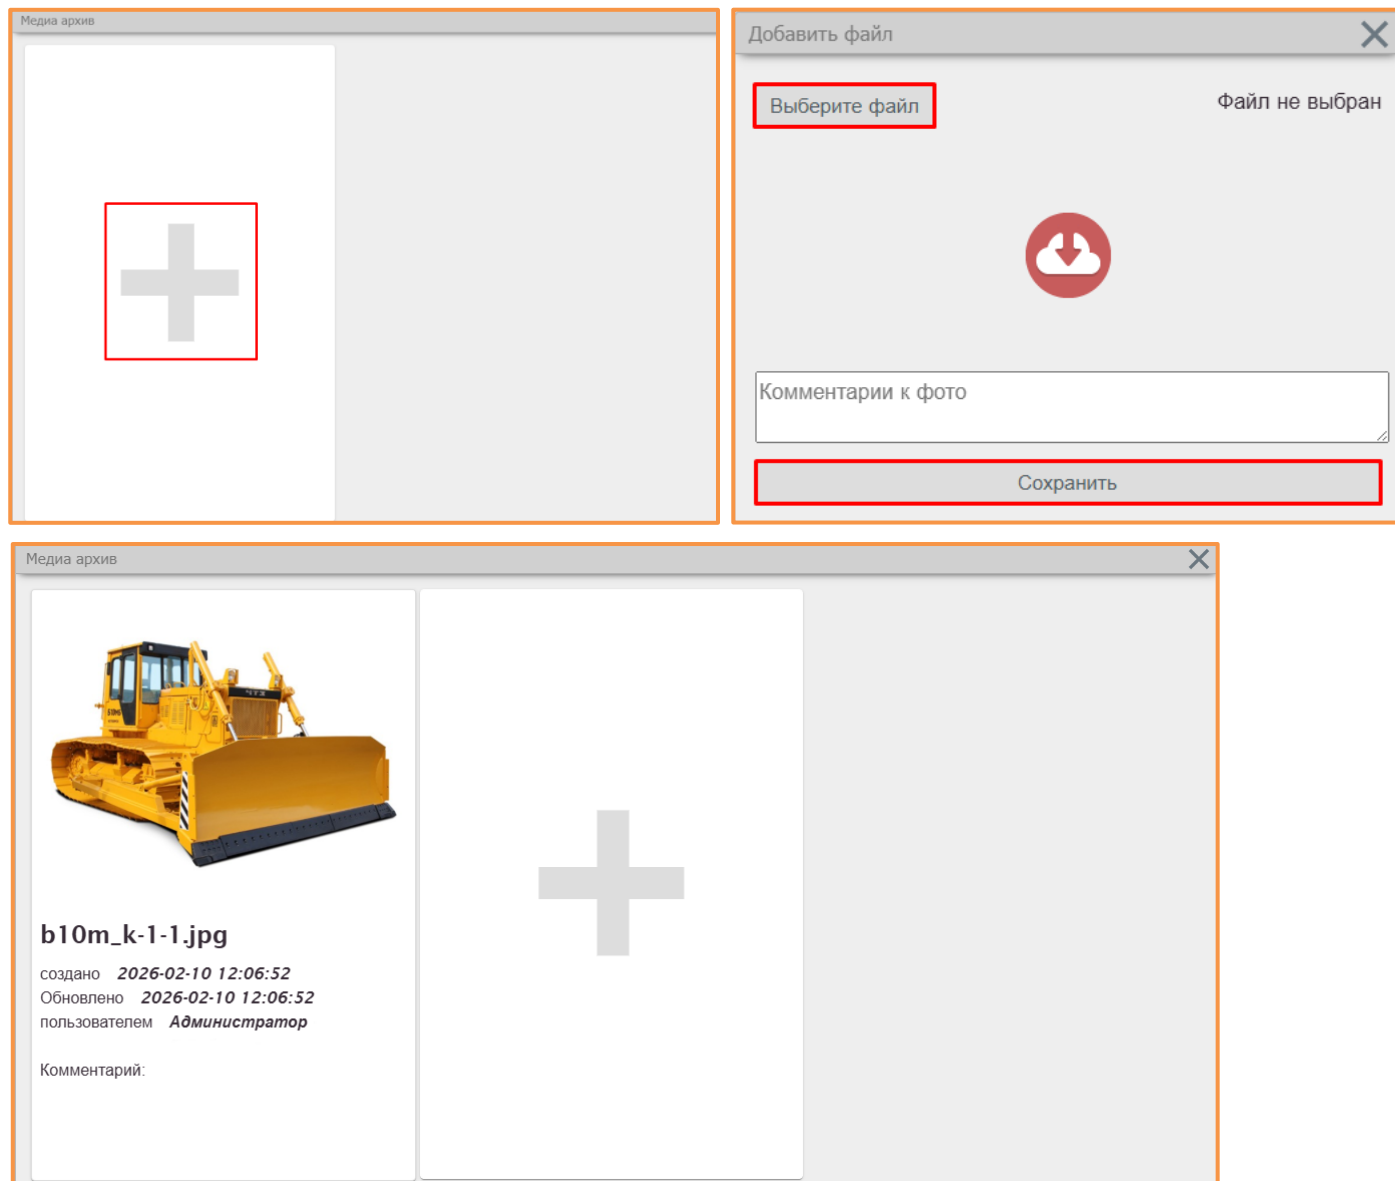 Медиа архив
Добавить файл
Выберите файл
Файл не выбран
Комментарии к фото
Сохранить
Медиа архив
ЧТЗ
b10m_k-1-1.jpg
создано 2026-02-10 12:06:52
Обновлено 2026-02-10 12:06:52
пользователем Администратор
Комментарий: